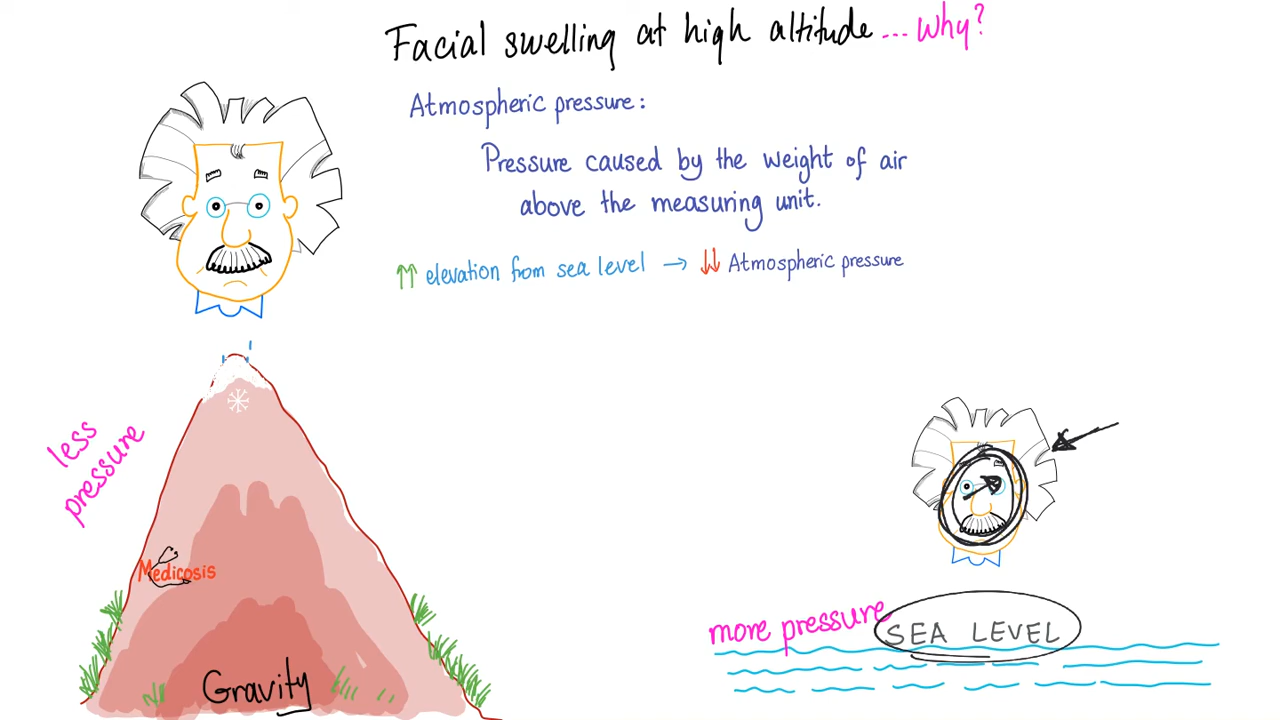 Facial swelling at high altitude... Why?
Atmospheric pressure:
Pressure caused by the weight of air
above the measuring unit.
↑↑ elevation from sea level → ↓↓ Atmospheric pressure
less
pressure
Medicosis
Gravity
more pressure
SEA LEVEL